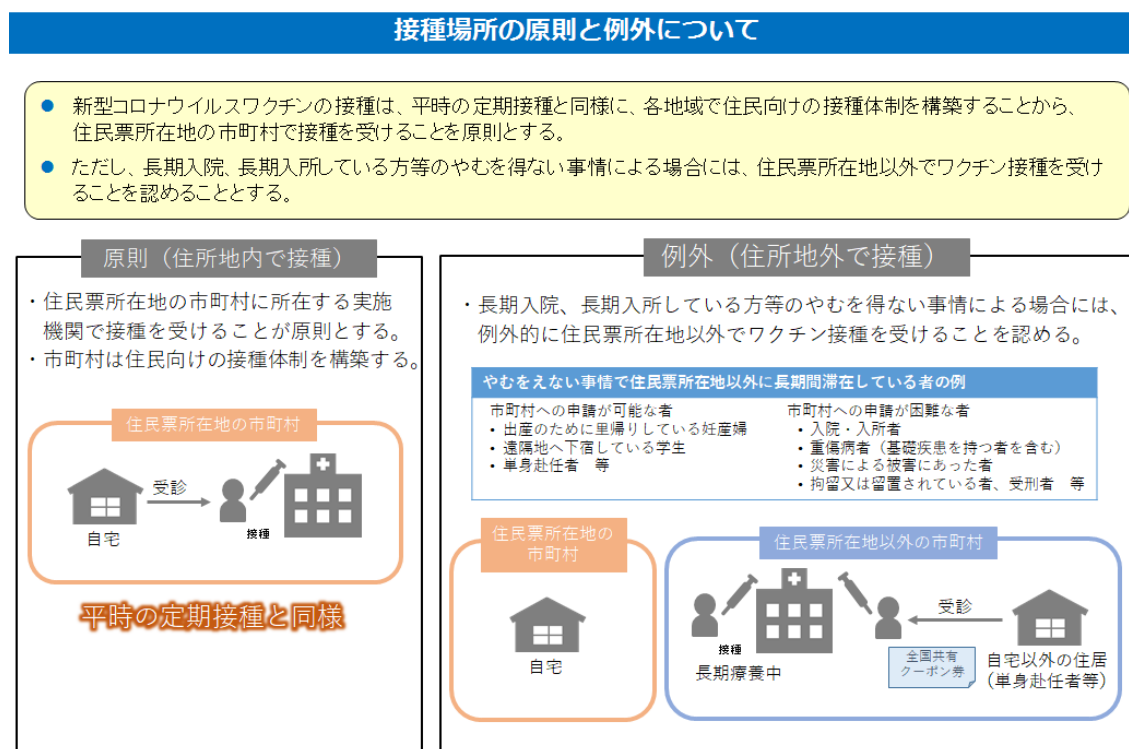 接種場所の原則と例外について
● 新型コロナウイルスワクチンの接種は、平時の定期接種と同様に、各地域で住民向けの接種体制を構築することから、
住民票所在地の市町村で接種を受けることを原則とする。
● ただし、長期入院、長期入所している方等のやむを得ない事情による場合には、住民票所在地以外でワクチン接種を受け
ることを認めることとする。
原則（住所地内で接種）
・住民票所在地の市町村に所在する実施
機関で接種を受けることが原則とする。
・市町村は住民向けの接種体制を構築する。
住民票所在地の市町村
受診
自宅
接種
平時の定期接種と同様
例外（住所地外で接種）
・長期入院、長期入所している方等のやむを得ない事情による場合には、
例外的に住民票所在地以外でワクチン接種を受けることを認める。
やむをえない事情で住民票所在地以外に長期間滞在している者の例
市町村への申請が可能な者
• 出産のために里帰りしている妊産婦
• 遠隔地へ下宿している学生
• 単身赴任者　等
市町村への申請が困難な者
• 入院・入所者
• 重傷病者（基礎疾患を持つ者を含む）
• 災害による被害にあった者
• 拘留又は留置されている者、受刑者　等
住民票所在地の
市町村
自宅
住民票所在地以外の市町村
接種
長期療養中
受診
全国共有
クーポン券
自宅以外の住居
（単身赴任者等）